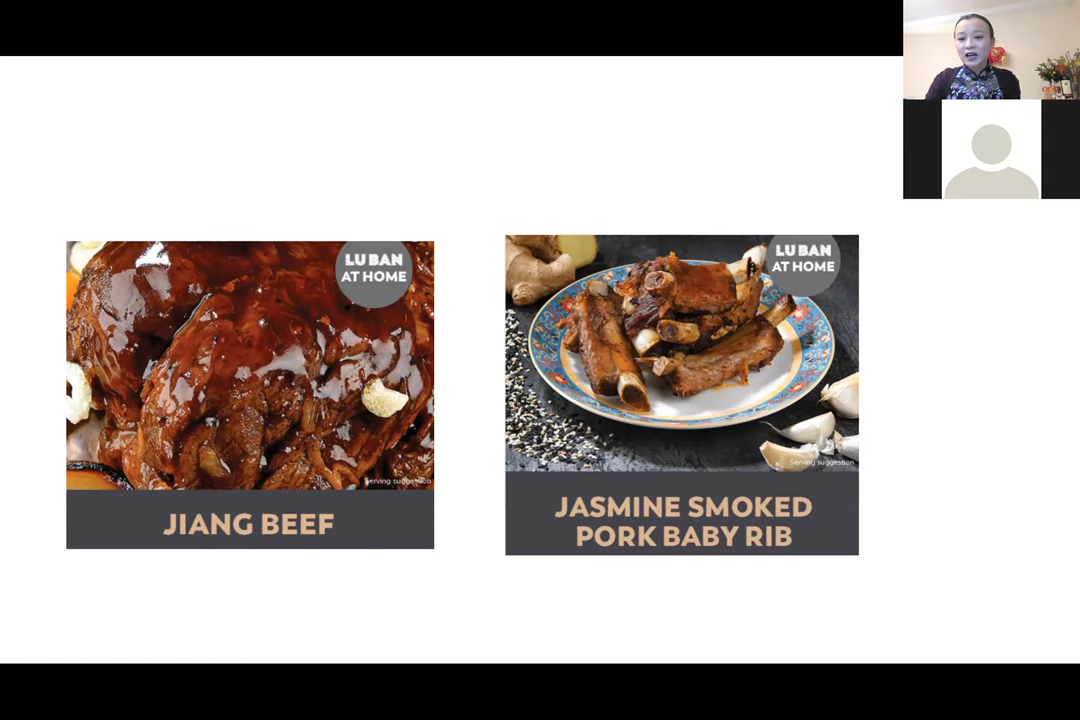 LU BAN
AT HOME
Serving suggestion
JIANG BEEF
LU BAN
AT HOME
Serving suggestion
JASMINE SMOKED
PORK BABY RIB